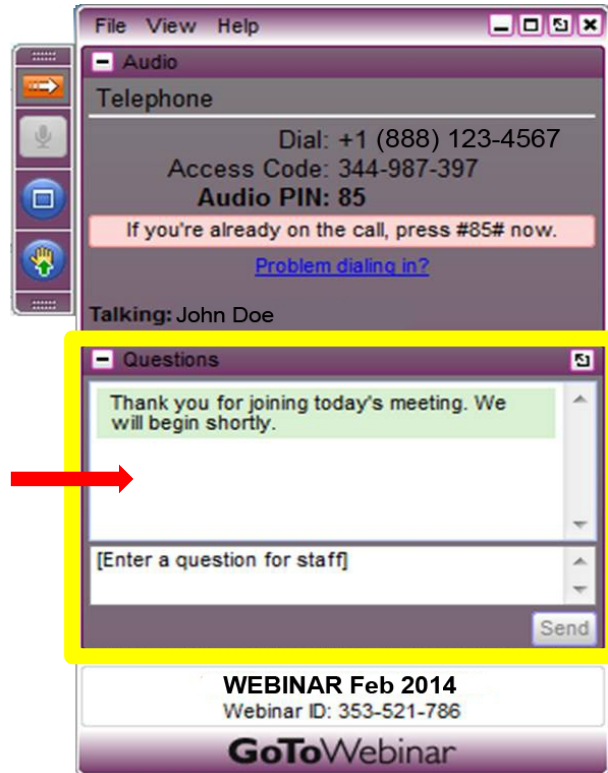 File View Help
Audio
Telephone
Dial: +1 (888) 123-4567
Access Code: 344-987-397
Audio PIN: 85
If you're already on the call, press #85# now.
Problem dialing in?
Talking: John Doe
Questions
Thank you for joining today's meeting. We
will begin shortly.
[Enter a question for staff]
Send
WEBINAR Feb 2014
Webinar ID: 353-521-786
GoToWebinar